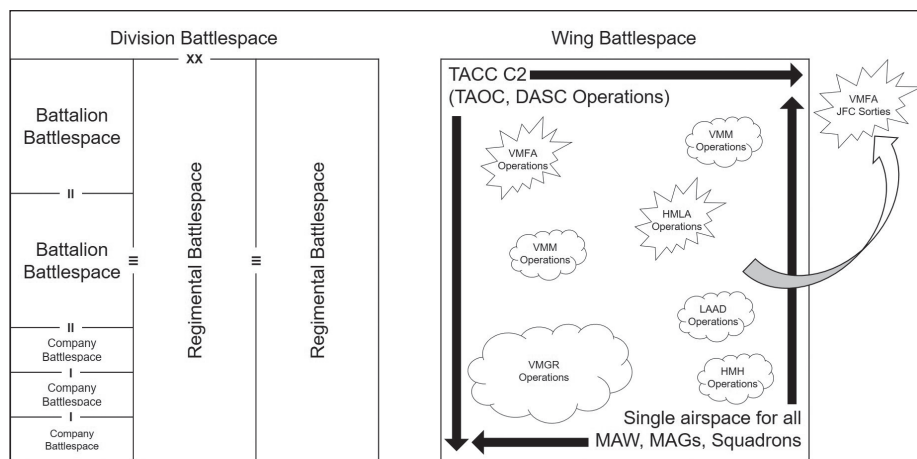 Division Battlespace
XX
Battalion
Battlespace
II
Battalion
Battlespace
II
Company
Battlespace
I
Company
Battlespace
I
Company
Battlespace
III
Regimental Battlespace
III
Regimental Battlespace
Wing Battlespace
TACC C2
(TAOC, DASC Operations)
VMFA
Operations
VMM
Operations
HMLA
Operations
VMM
Operations
LAAD
Operations
VMGR
Operations
HMH
Operations
Single airspace for all
MAW, MAGs, Squadrons
VMFA
JFC Sorties